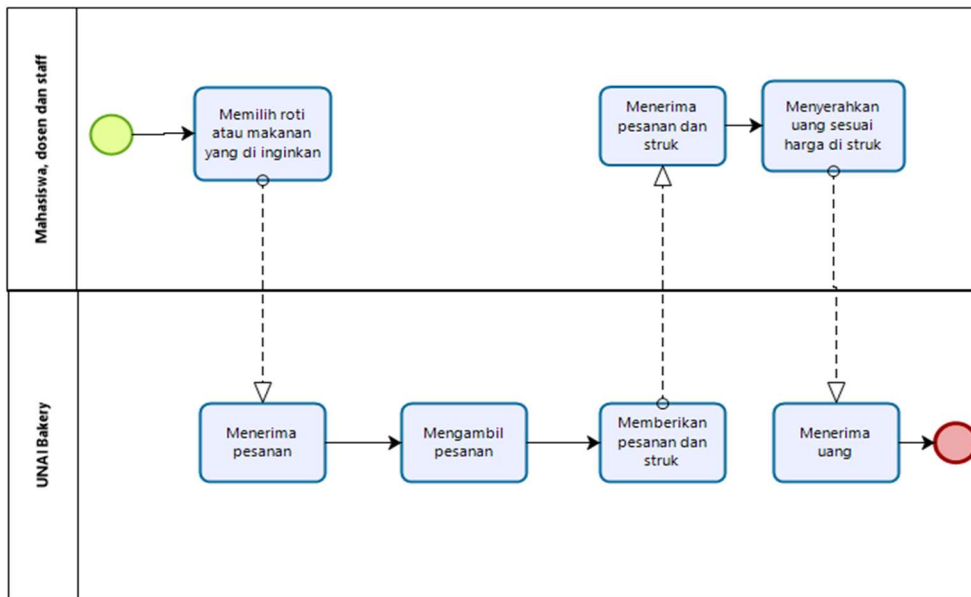 Mahasiswa, dosen dan staff
Memilih roti
atau makanan
yang di inginkan
Menerima
pesanan dan
struk
Menyerahkan
uang sesuai
harga di struk
UNAI Bakery
Menerima
pesanan
Mengambil
pesanan
Memberikan
pesanan dan
struk
Menerima
uang